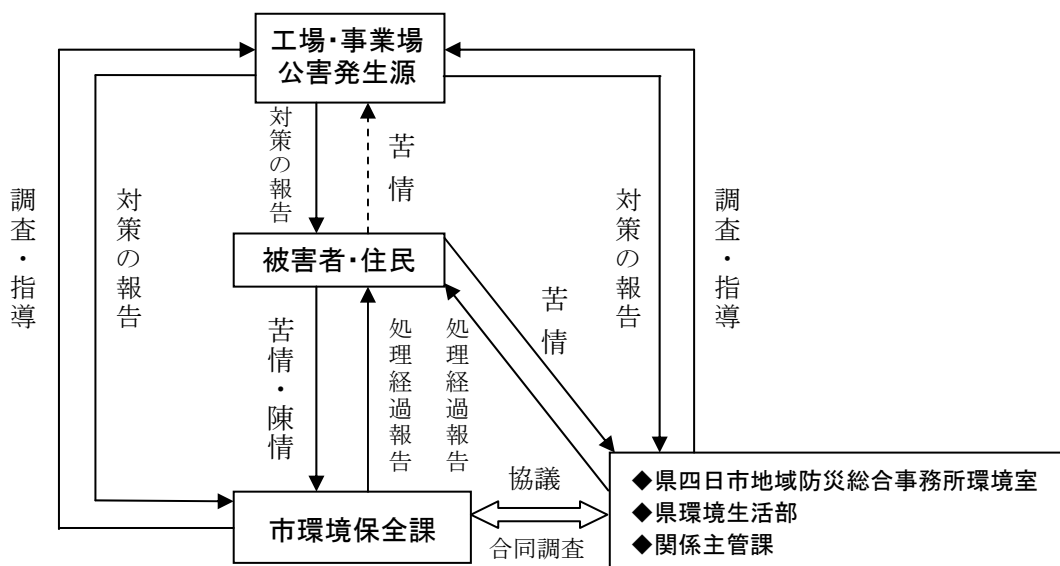 工場・事業場
公害発生源
対策の報告
苦情
調査・指導
対策の報告
対策の報告
調査・指導
被害者・住民
苦情・陳情
処理経過報告
処理経過報告
苦情
市環境保全課
協議
合同調査
◆県四日市地域防災総合事務所環境室
◆県環境生活部
◆関係主管課